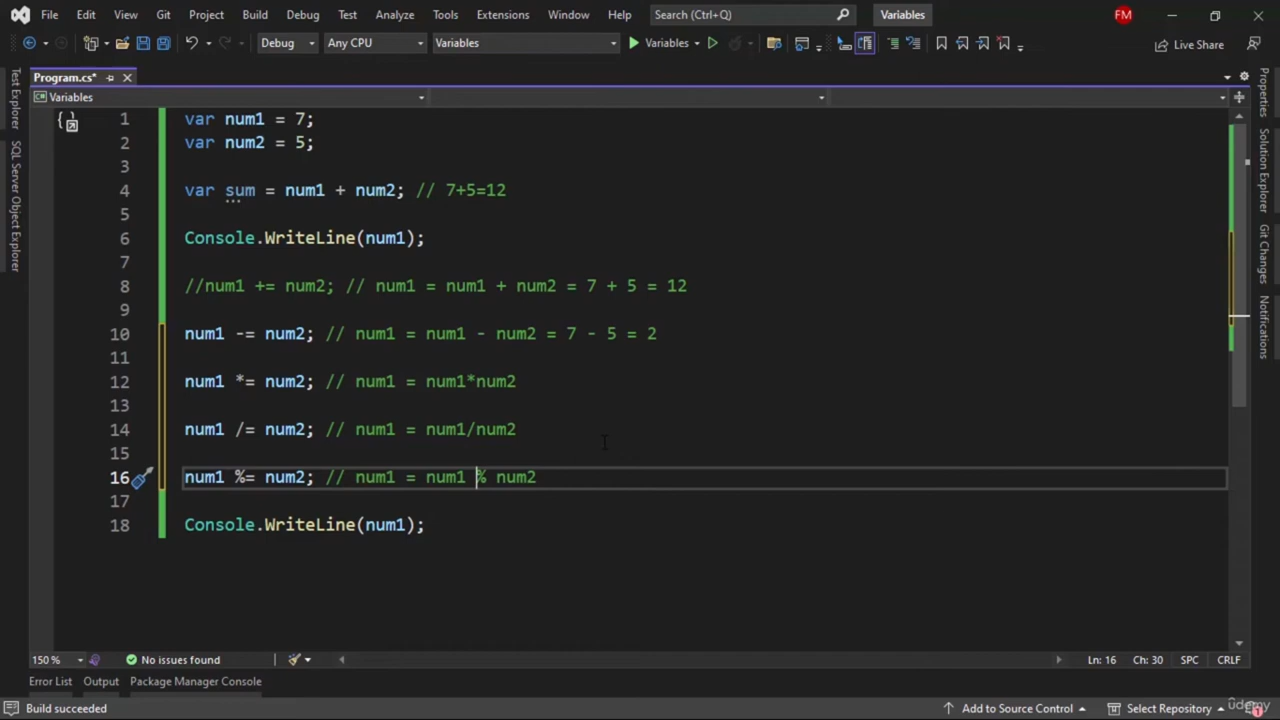 File Edit View Git Project Build Debug Test Analyze Tools Extensions Window Help Search (Ctrl+Q) Variables FM
Debug Any CPU Variables Variables Live Share
Program.cs*
Variables
1 var num1 = 7;
2 var num2 = 5;
3
4 var sum = num1 + num2; // 7+5=12
5
6 Console.WriteLine(num1);
7
8 //num1 += num2; // num1 = num1 + num2 = 7 + 5 = 12
9
10 num1 -= num2; // num1 = num1 - num2 = 7 - 5 = 2
11
12 num1 *= num2; // num1 = num1*num2
13
14 num1 /= num2; // num1 = num1/num2
15
16 num1 %= num2; // num1 = num1 % num2
17
18 Console.WriteLine(num1);
Test Explorer
SQL Server Object Explorer
Properties
Solution Explorer
Git Changes
Notifications
150 % No issues found Ln: 16 Ch: 30 SPC CRLF
Error List Output Package Manager Console
Build succeeded Add to Source Control Select Repository 1
ûdemy